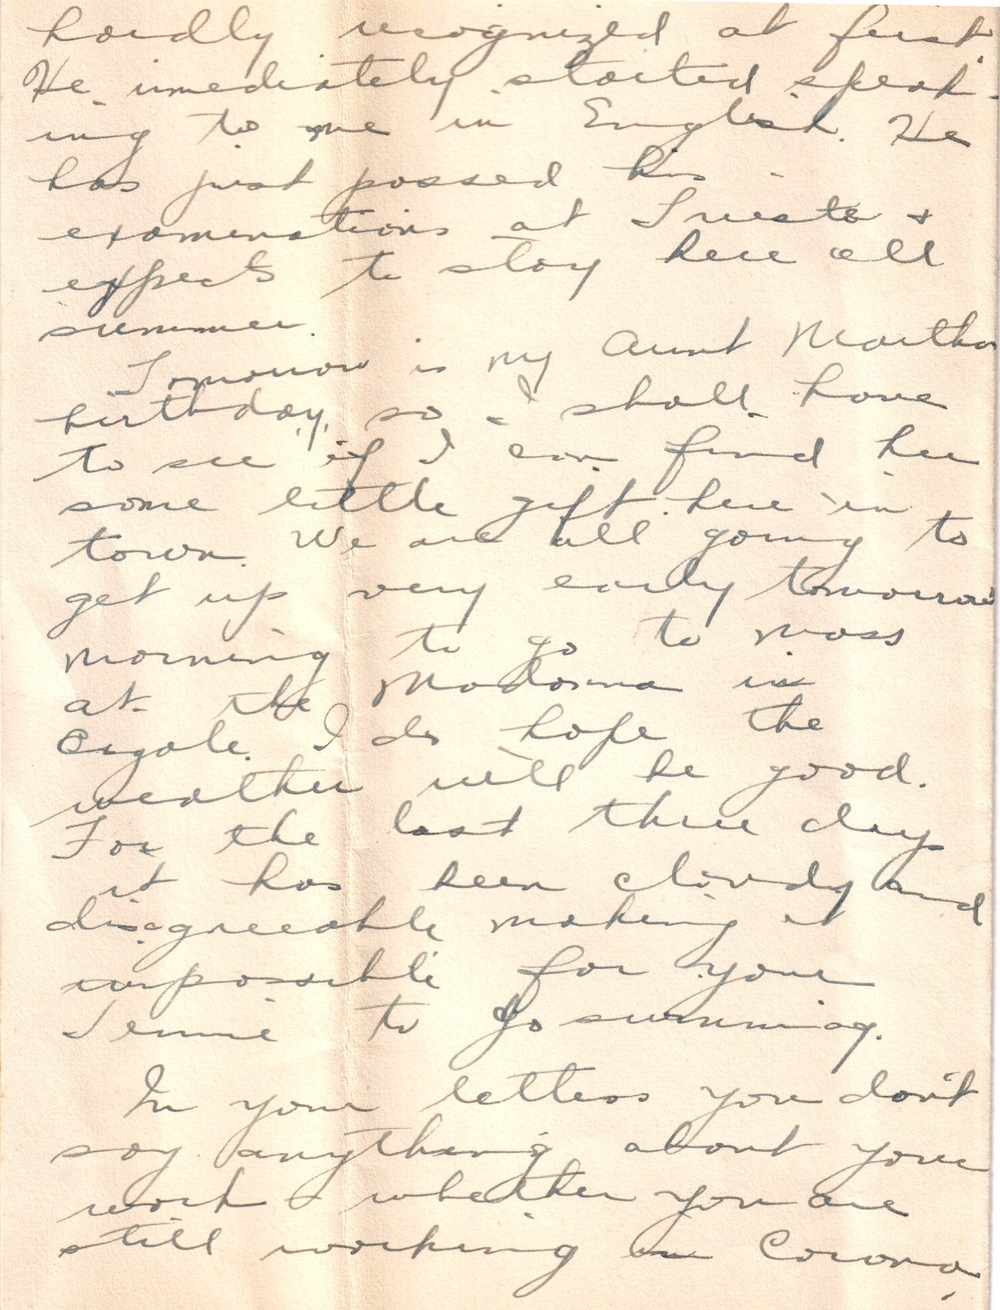 hardly recognized at first
He immediately started speak-
ing to me in English. He
has just passed his
examinations at Trieste +
expects to stay here all
summer.
Tomorrow is my Aunt Martha
birthday, so I shall have
to see if I can find her
some little gift here in
town. We are all going to
get up very early tomorrow
morning to go to mass
at the Madonna in
I do hope the
weather will be good.
For the last three days
it has been cloudy and
disagreeable making it
impossible for your
Jennie to go swimming.
In your letters you don't
say anything about your
work whether you are
still working in Corona,